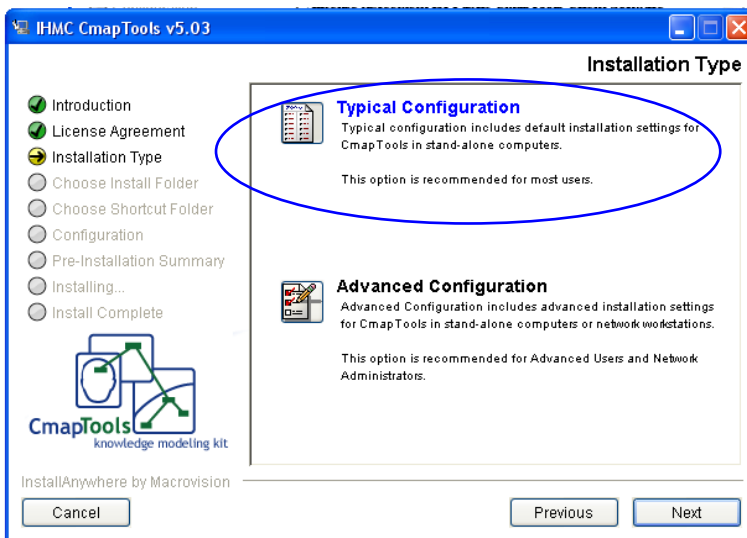 IHMC CmapTools v5.03
Installation Type
Introduction
License Agreement
Installation Type
Choose Install Folder
Choose Shortcut Folder
Configuration
Pre-Installation Summary
Installing...
Install Complete
Typical Configuration
Typical configuration includes default installation settings for
CmapTools in stand-alone computers.
This option is recommended for most users.
Advanced Configuration
Advanced Configuration includes advanced installation settings
for CmapTools in stand-alone computers or network workstations.
This option is recommended for Advanced Users and Network
Administrators.
CmapTools
knowledge modeling kit
InstallAnywhere by Macrovision
Cancel
Previous
Next